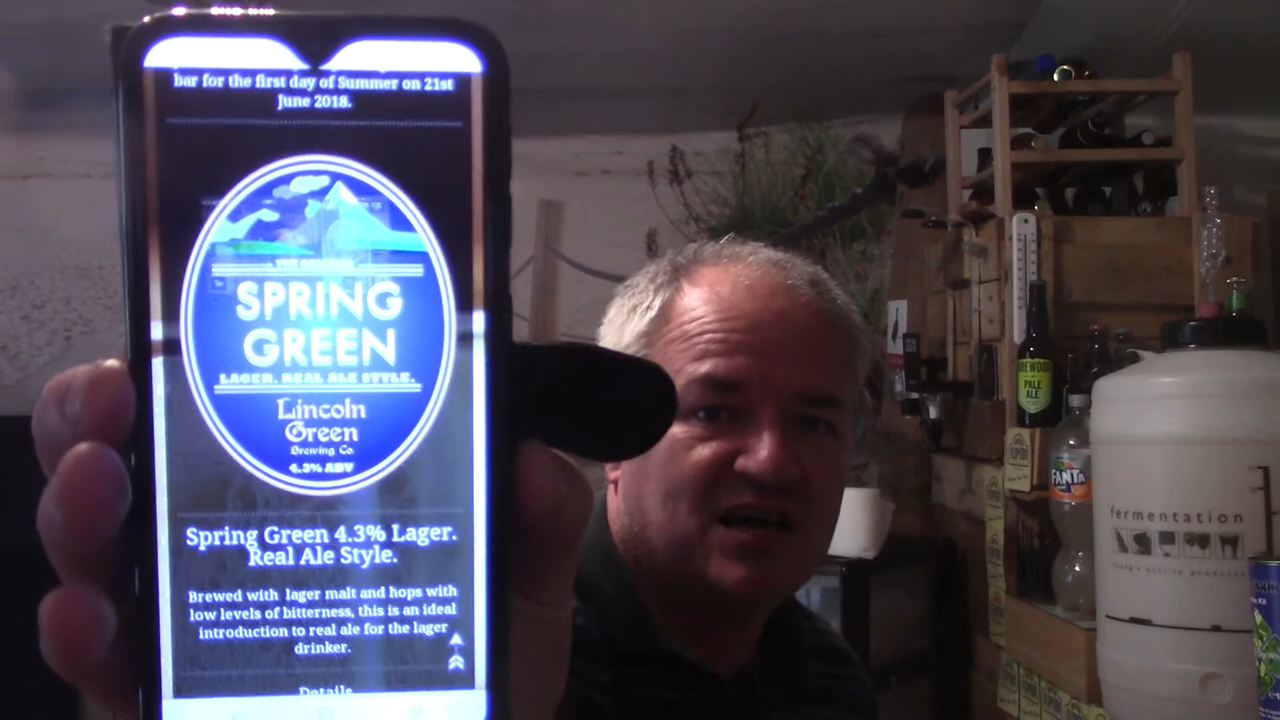 bar for the first day of Summer on 21st
June 2018.
SPRING
GREEN
LAGER. REAL ALE STYLE.
Lincoln
Green
Brewing Co.
4.3% ABV
Spring Green 4.3% Lager.
Real Ale Style.
Brewed with lager malt and hops with
low levels of bitterness, this is an ideal
introduction to real ale for the lager
drinker.
Details
PALE
ALE
FANTA
fermentation